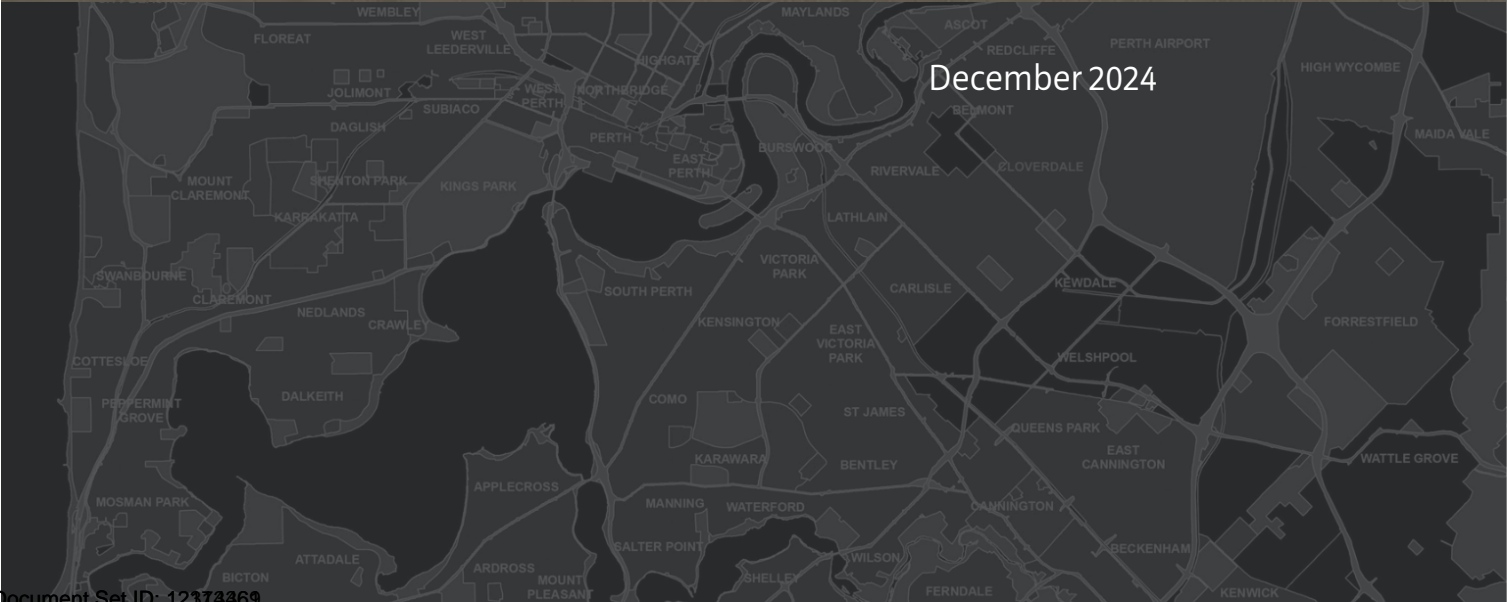 WEMBLEY
MAYLANDS
ASCOT
FLOREAT
WEST
LEEDERVILLE
HIGHGATE
REDCLIFFE
PERTH AIRPORT
HIGH WYCOMBE
December 2024
JOLIMONT
WEST
PERTH
NORTHBRIDGE
SUBIACO
BELMONT
DAGLISH
PERTH
MAIDA VALE
BURSWOOD
EAST
PERTH
RIVERVALE
CLOVERDALE
MOUNT
CLAREMONT
SHENTON PARK
KINGS PARK
KARRAKATTA
LATHLAIN
SWANBOURNE
VICTORIA
PARK
CLAREMONT
SOUTH PERTH
CARLISLE
KEWDALE
NEDLANDS
CRAWLEY
KENSINGTON
EAST
VICTORIA
PARK
FORRESTFIELD
COTTESLOE
WELSHPOOL
PEPPERMINT
GROVE
DALKEITH
COMO
ST JAMES
QUEENS PARK
KARAWARA
BENTLEY
EAST
CANNINGTON
WATTLE GROVE
APPLECROSS
MOSMAN PARK
MANNING
WATERFORD
CANNINGTON
SALTER POINT
BECKENHAM
ATTADALE
WILSON
ARDROSS
BICTON
MOUNT
PLEASANT
SHELLEY
FERNDALE
KENWICK
Document Set ID: